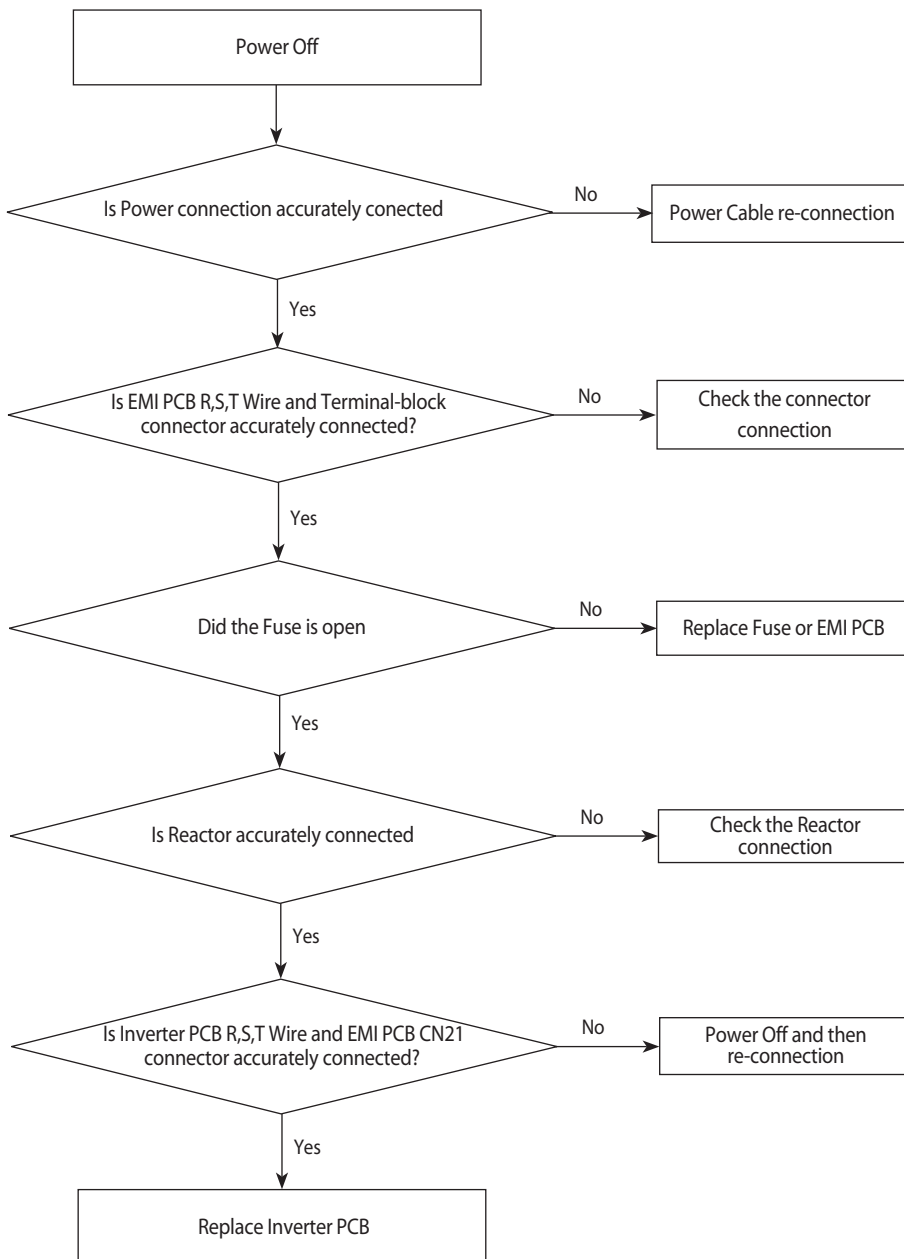 Power Off
Is Power connection accurately conected
No
Power Cable re-connection
Yes
Is EMI PCB R,S,T Wire and Terminal-block
connector accurately connected?
No
Check the connector
connection
Yes
Did the Fuse is open
No
Replace Fuse or EMI PCB
Yes
Is Reactor accurately connected
No
Check the Reactor
connection
Yes
Is Inverter PCB R,S,T Wire and EMI PCB CN21
connector accurately connected?
No
Power Off and then
re-connection
Yes
Replace Inverter PCB